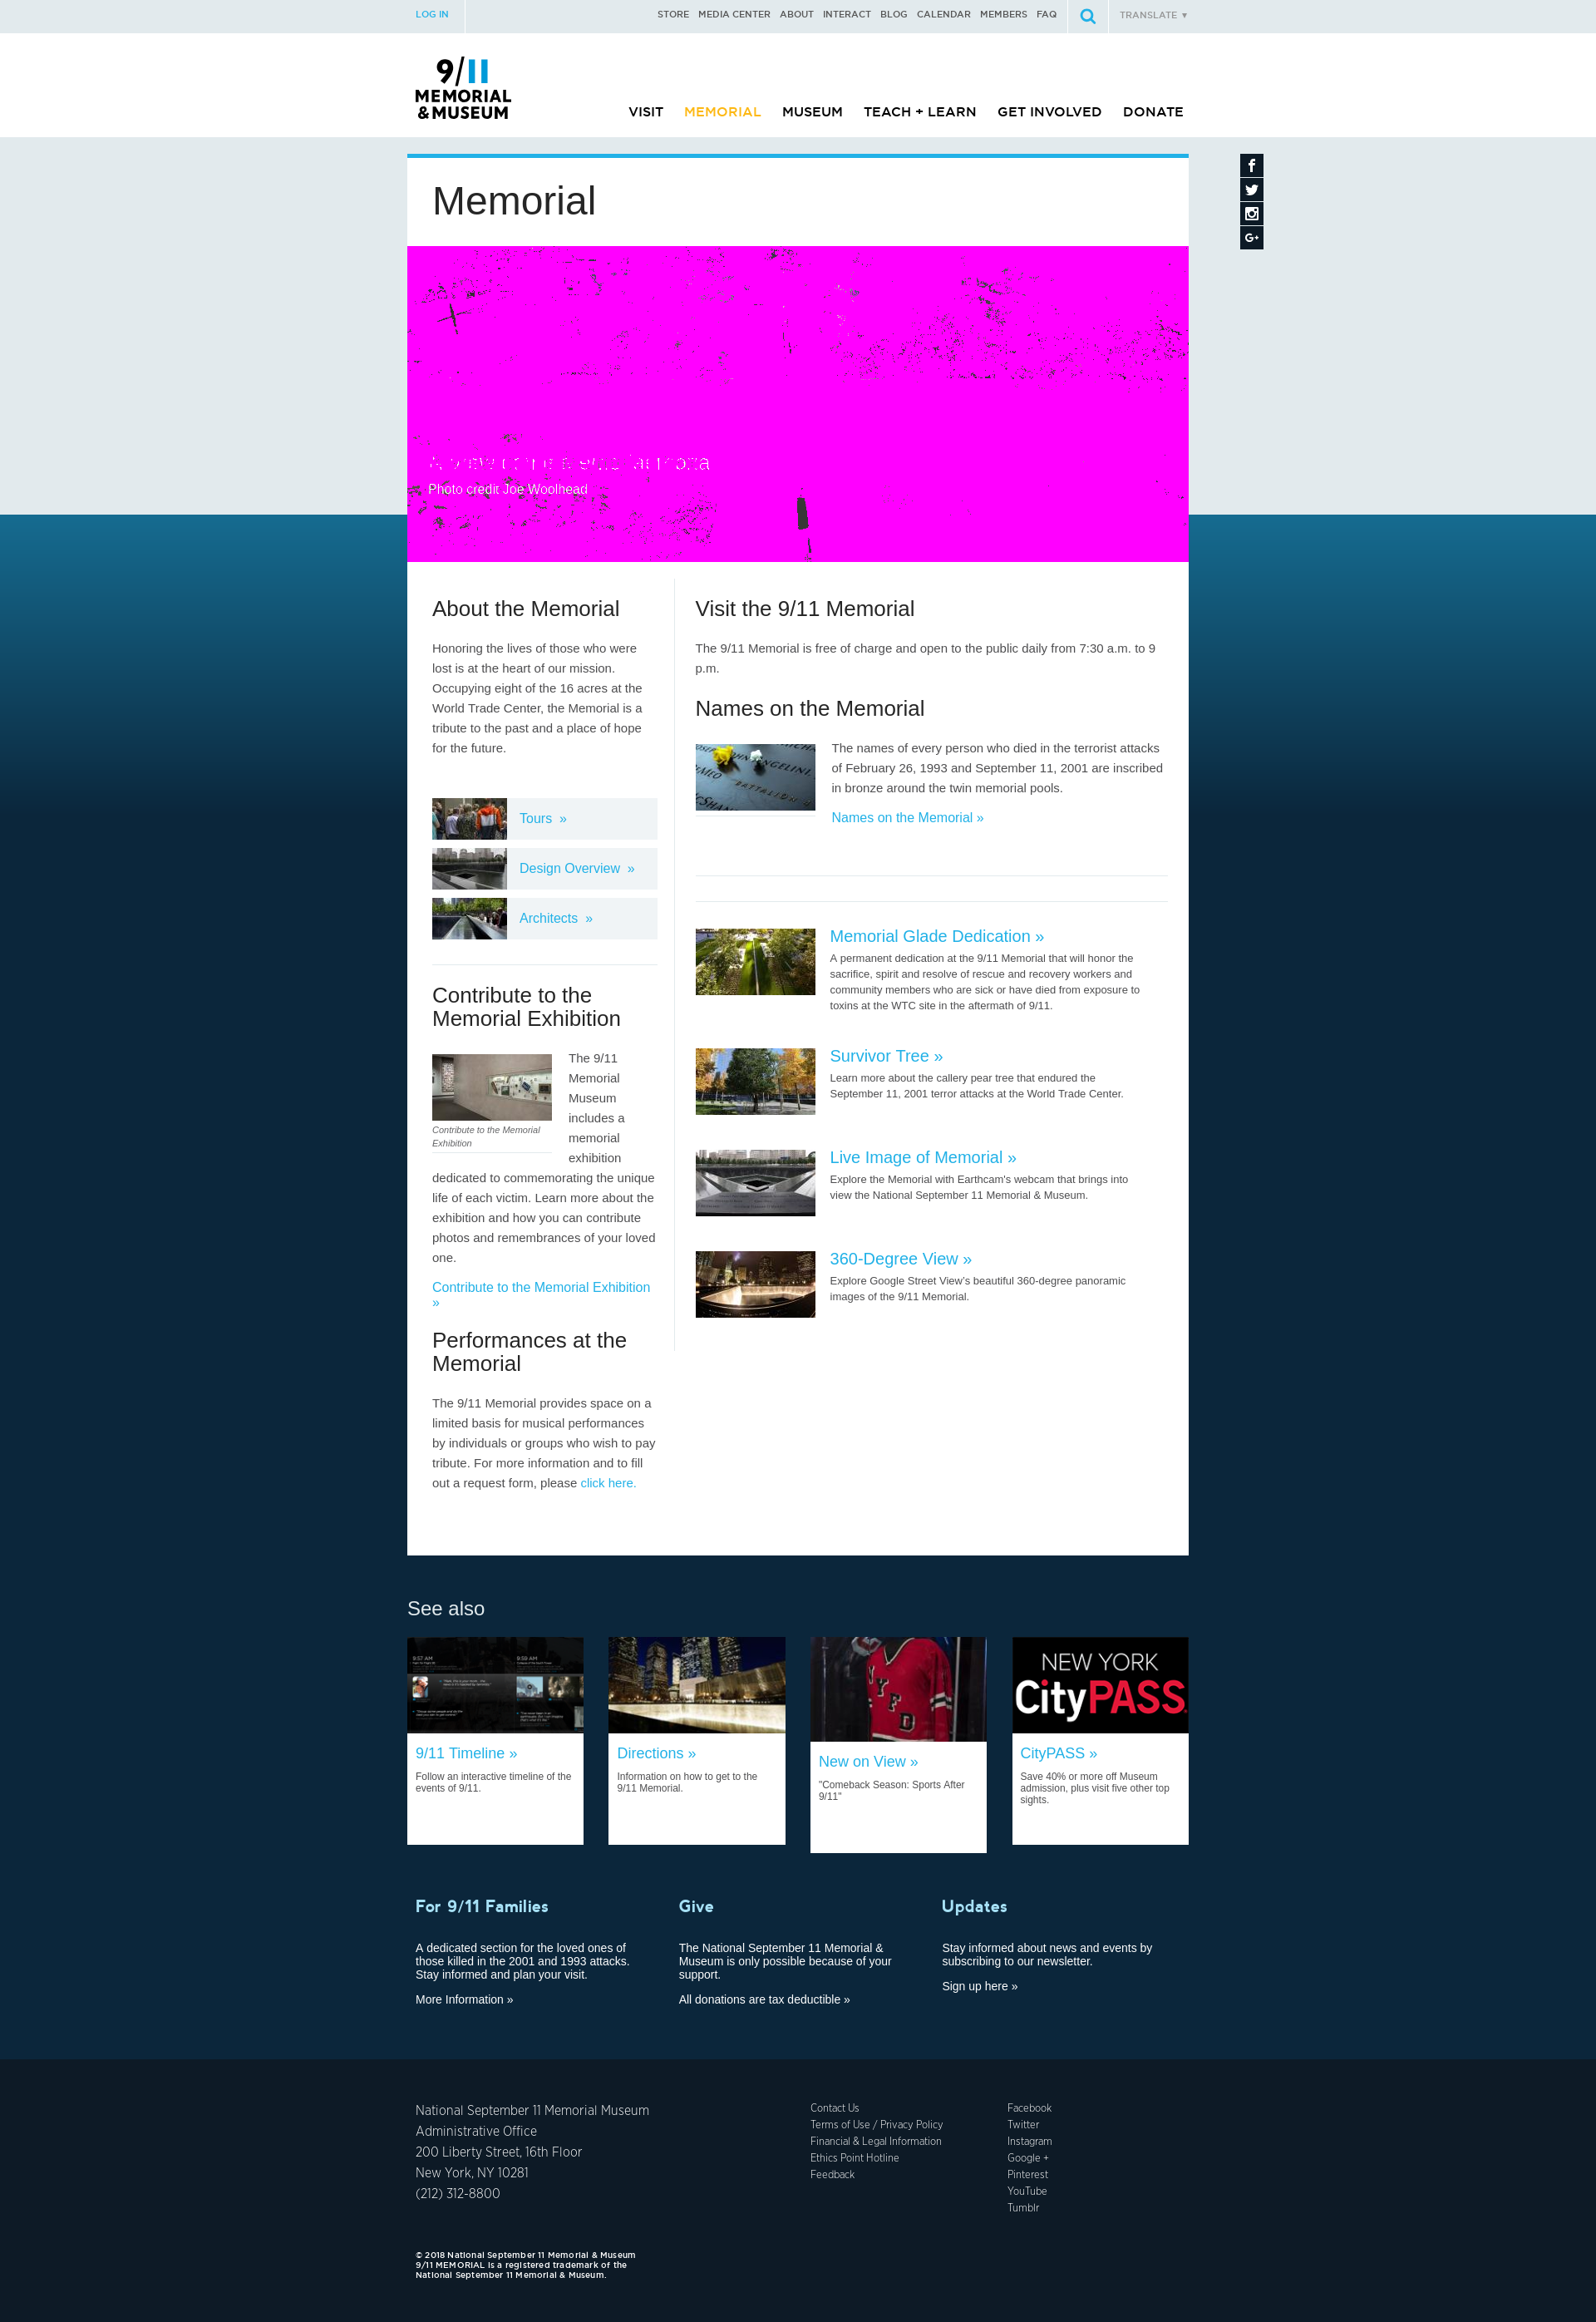 LOG IN
STORE MEDIA CENTER ABOUT INTERACT BLOG CALENDAR MEMBERS FAQ
TRANSLATE ▼
9/11
MEMORIAL
&MUSEUM
VISIT MEMORIAL MUSEUM TEACH + LEARN GET INVOLVED DONATE
Memorial
Photo credit Joe Woolhead
About the Memorial
Honoring the lives of those who were
lost is at the heart of our mission.
Occupying eight of the 16 acres at the
World Trade Center, the Memorial is a
tribute to the past and a place of hope
for the future.
Tours »
Design Overview »
Architects »
Contribute to the
Memorial Exhibition
The 9/11
Memorial
Museum
includes a
memorial
exhibition
Contribute to the Memorial
Exhibition
dedicated to commemorating the unique
life of each victim. Learn more about the
exhibition and how you can contribute
photos and remembrances of your loved
one.
Contribute to the Memorial Exhibition
»
Performances at the
Memorial
The 9/11 Memorial provides space on a
limited basis for musical performances
by individuals or groups who wish to pay
tribute. For more information and to fill
out a request form, please click here.
Visit the 9/11 Memorial
The 9/11 Memorial is free of charge and open to the public daily from 7:30 a.m. to 9
p.m.
Names on the Memorial
BATTALION
The names of every person who died in the terrorist attacks
of February 26, 1993 and September 11, 2001 are inscribed
in bronze around the twin memorial pools.
Names on the Memorial »
Memorial Glade Dedication »
A permanent dedication at the 9/11 Memorial that will honor the
sacrifice, spirit and resolve of rescue and recovery workers and
community members who are sick or have died from exposure to
toxins at the WTC site in the aftermath of 9/11.
Survivor Tree »
Learn more about the callery pear tree that endured the
September 11, 2001 terror attacks at the World Trade Center.
Live Image of Memorial »
Explore the Memorial with Earthcam's webcam that brings into
view the National September 11 Memorial & Museum.
360-Degree View »
Explore Google Street View's beautiful 360-degree panoramic
images of the 9/11 Memorial.
See also
9:57 AM
9:59 AM
NYFD
NEW YORK
CityPASS
9/11 Timeline »
Follow an interactive timeline of the
events of 9/11.
Directions »
Information on how to get to the
9/11 Memorial.
New on View »
"Comeback Season: Sports After
9/11"
CityPASS »
Save 40% or more off Museum
admission, plus visit five other top
sights.
For 9/11 Families
A dedicated section for the loved ones of
those killed in the 2001 and 1993 attacks.
Stay informed and plan your visit.
More Information »
Give
The National September 11 Memorial &
Museum is only possible because of your
support.
All donations are tax deductible »
Updates
Stay informed about news and events by
subscribing to our newsletter.
Sign up here »
National September 11 Memorial Museum
Administrative Office
200 Liberty Street, 16th Floor
New York, NY 10281
(212) 312-8800
Contact Us
Terms of Use / Privacy Policy
Financial & Legal Information
Ethics Point Hotline
Feedback
Facebook
Twitter
Instagram
Google +
Pinterest
YouTube
Tumblr
© 2018 National September 11 Memorial & Museum
9/11 MEMORIAL is a registered trademark of the
National September 11 Memorial & Museum.